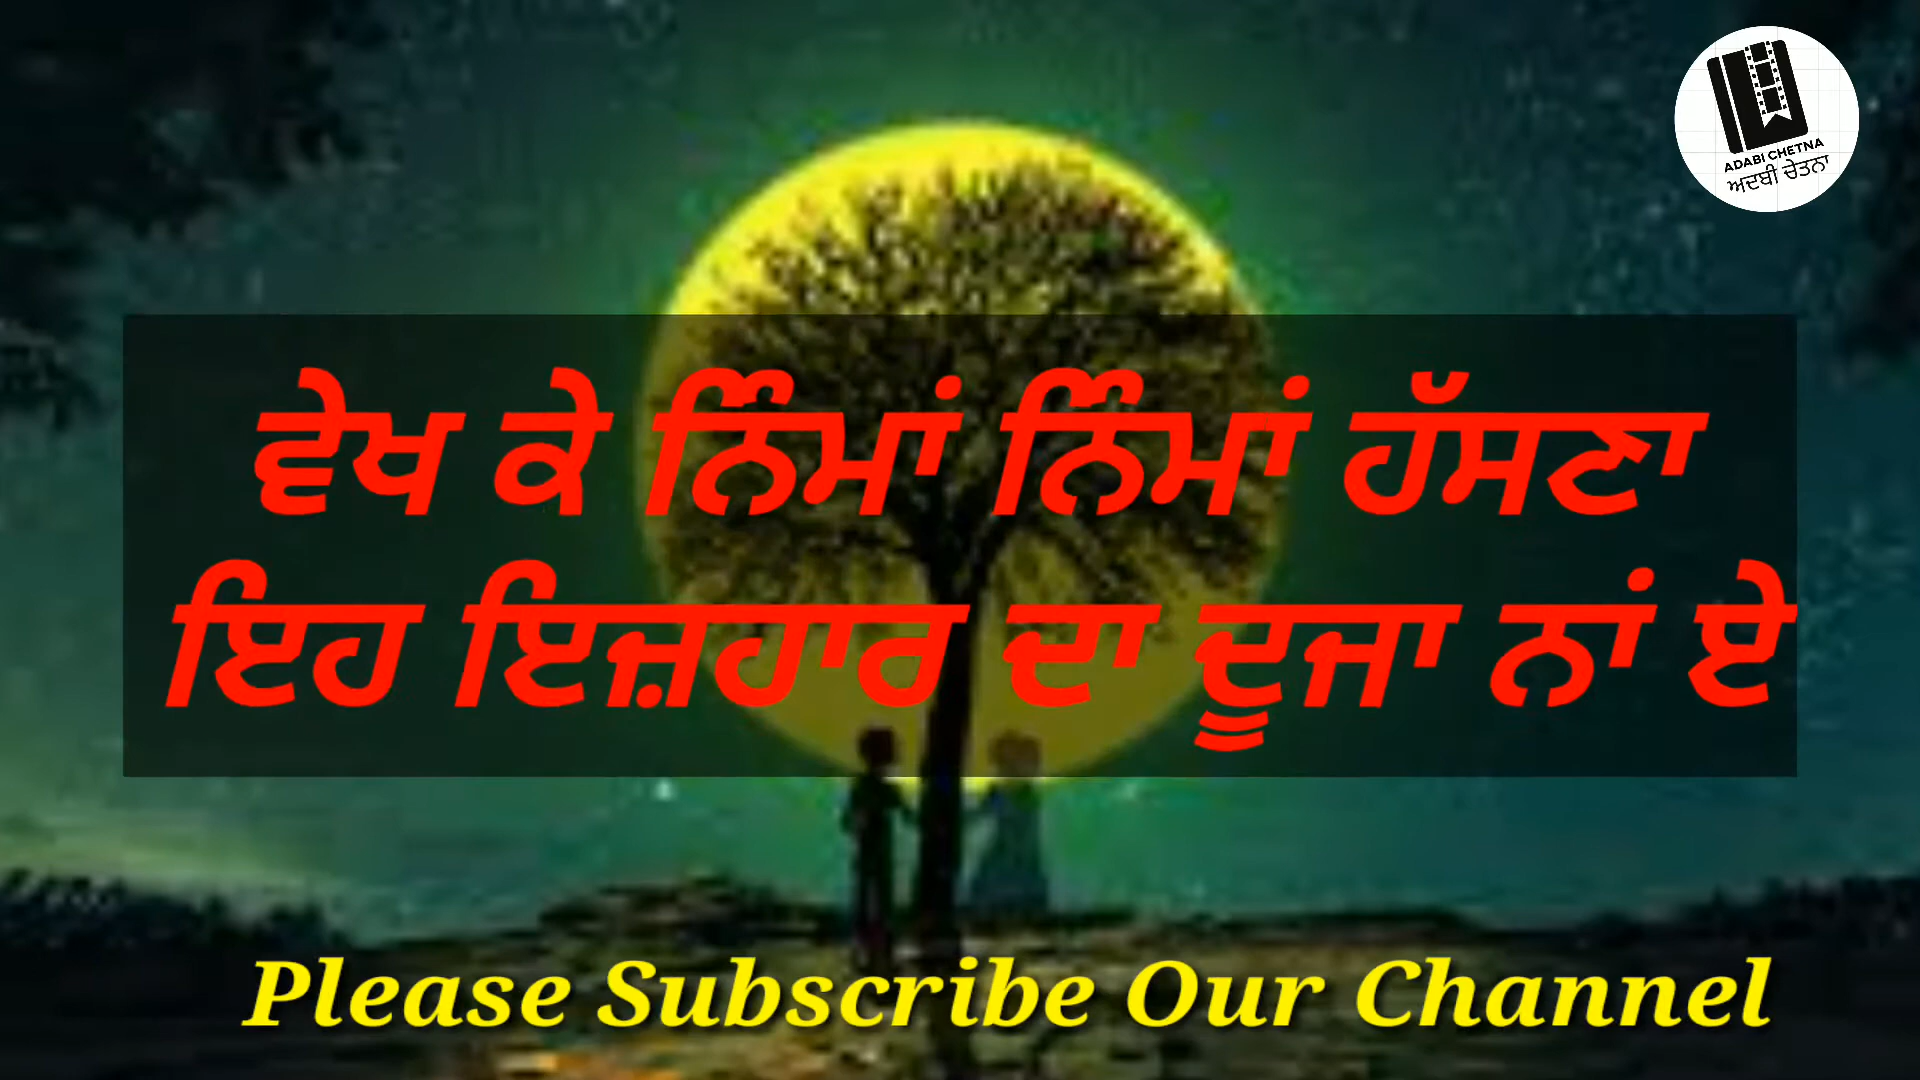 ADABI CHETNA
ਅਦਬੀ ਚੇਤਨਾ
ਵੇਖ ਕੇ ਨਿੰਮਾਂ ਨਿੰਮਾਂ ਹੱਸਣਾ
ਇਹ ਇਜ਼ਹਾਰ ਦਾ ਦੂਜਾ ਨਾਂ ਏ
Please Subscribe Our Channel